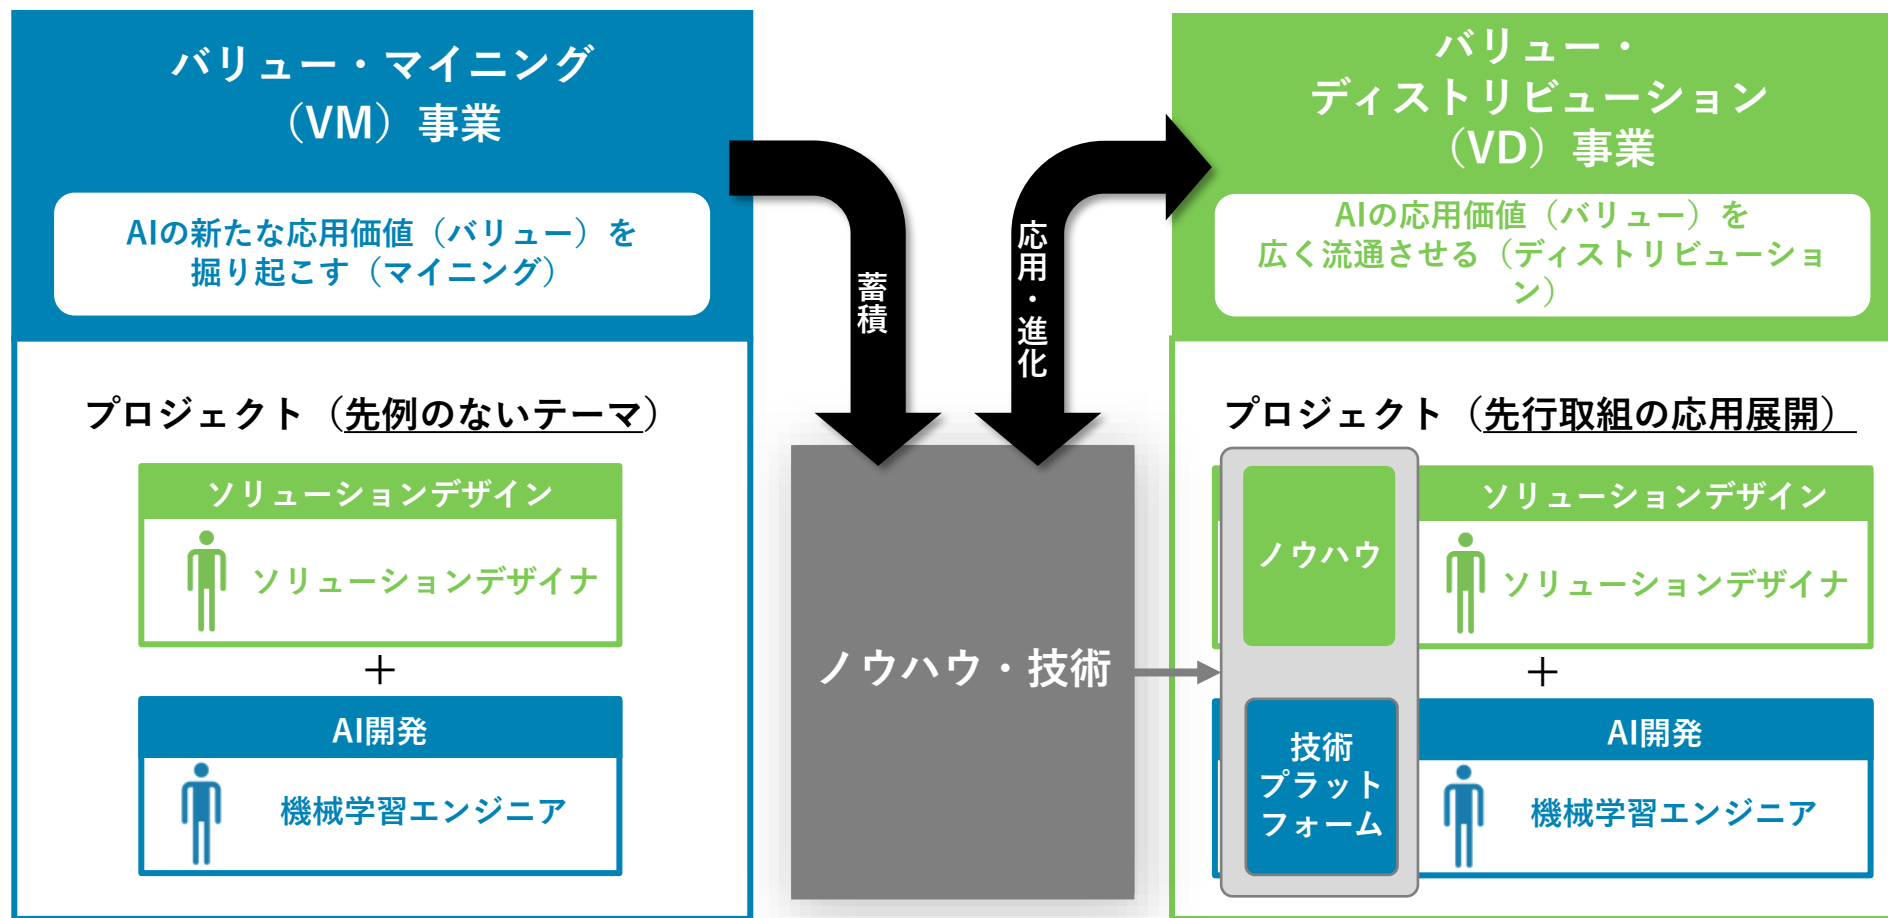 バリュー・マイニング
（VM）事業
AIの新たな応用価値（バリュー）を
掘り起こす（マイニング）
プロジェクト（先例のないテーマ）
ソリューションデザイン
ソリューションデザイナ
＋
AI開発
機械学習エンジニア
蓄積
応用・進化
ノウハウ・技術
バリュー・
ディストリビューション
（VD）事業
AIの応用価値（バリュー）を
広く流通させる（ディストリビューショ
ン）
プロジェクト（先行取組の応用展開）
ノウハウ
ソリューションデザイン
ソリューションデザイナ
＋
技術
プラット
フォーム
AI開発
機械学習エンジニア